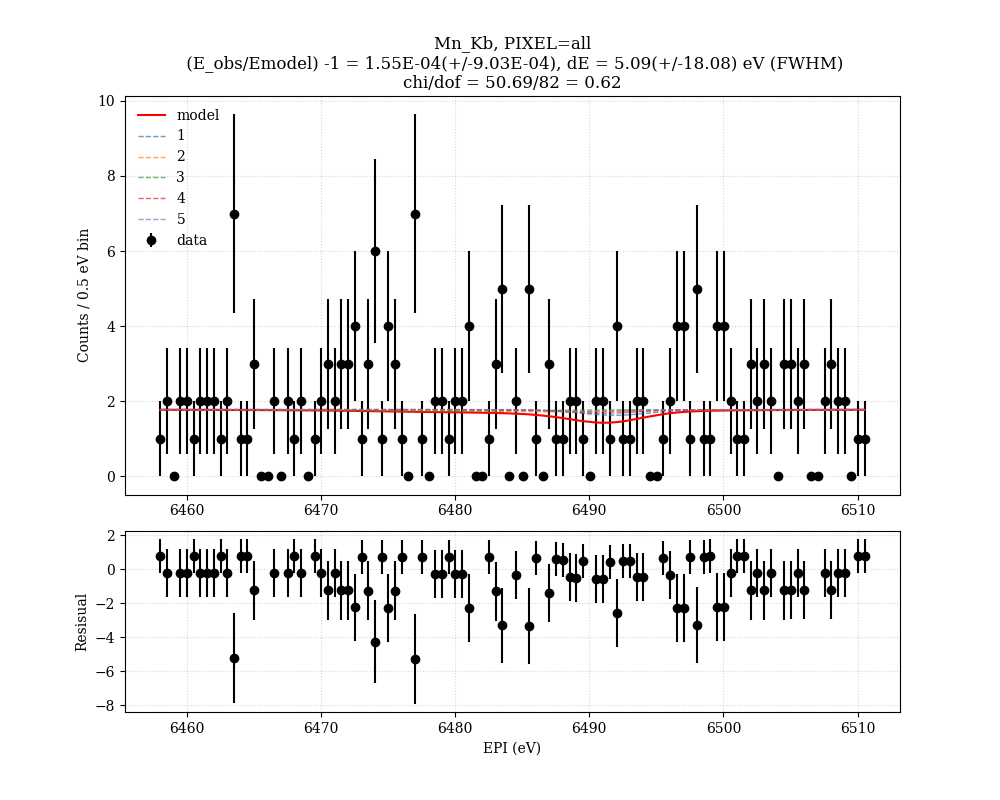 Mn_Kb, PIXEL=all
(E_obs/Emodel) -1 = 1.55E-04(+/-9.03E-04), dE = 5.09(+/-18.08) eV (FWHM)
chi/dof = 50.69/82 = 0.62
model
1
2
3
4
5
data
Counts / 0.5 eV bin
10
8
6
4
2
0
6460 6470 6480 6490 6500 6510
Resisual
2
0
−2
−4
−6
−8
6460 6470 6480 6490 6500 6510
EPI (eV)